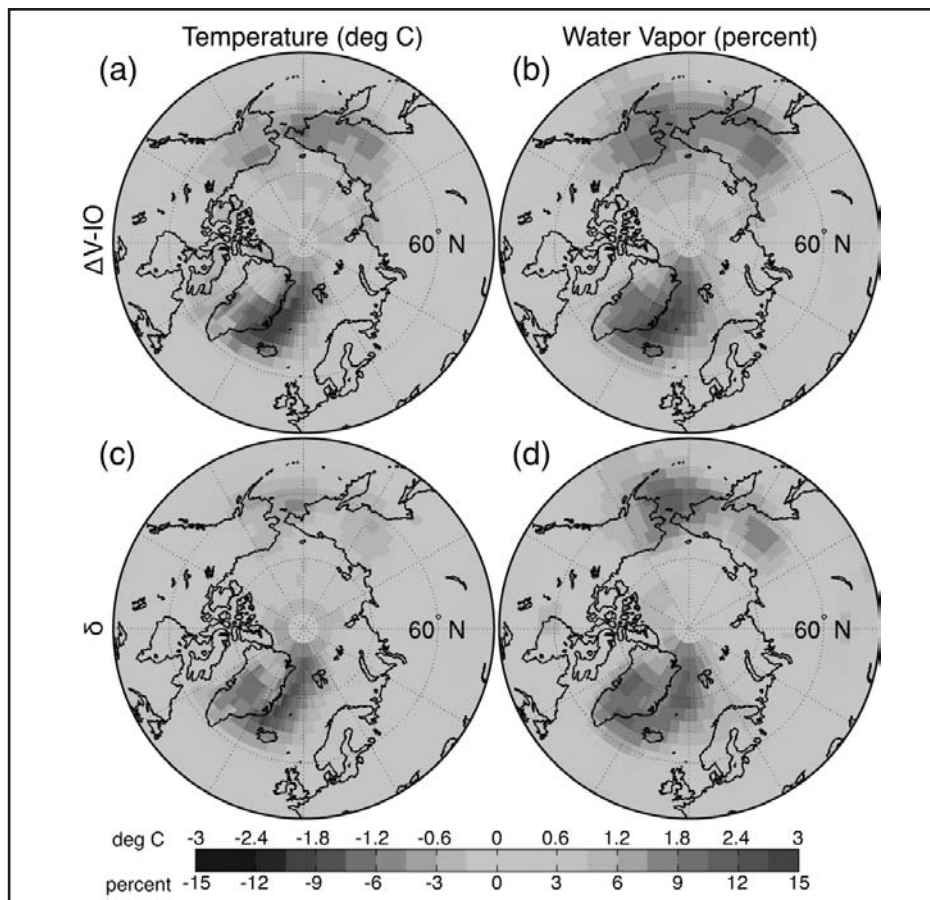 Temperature (deg C) Water Vapor (percent)
(a) (b)
ΔV-IO 60° N 60° N
(c) (d)
δ 60° N 60° N
deg C -3 -2.4 -1.8 -1.2 -0.6 0 0.6 1.2 1.8 2.4 3
percent -15 -12 -9 -6 -3 0 3 6 9 12 15